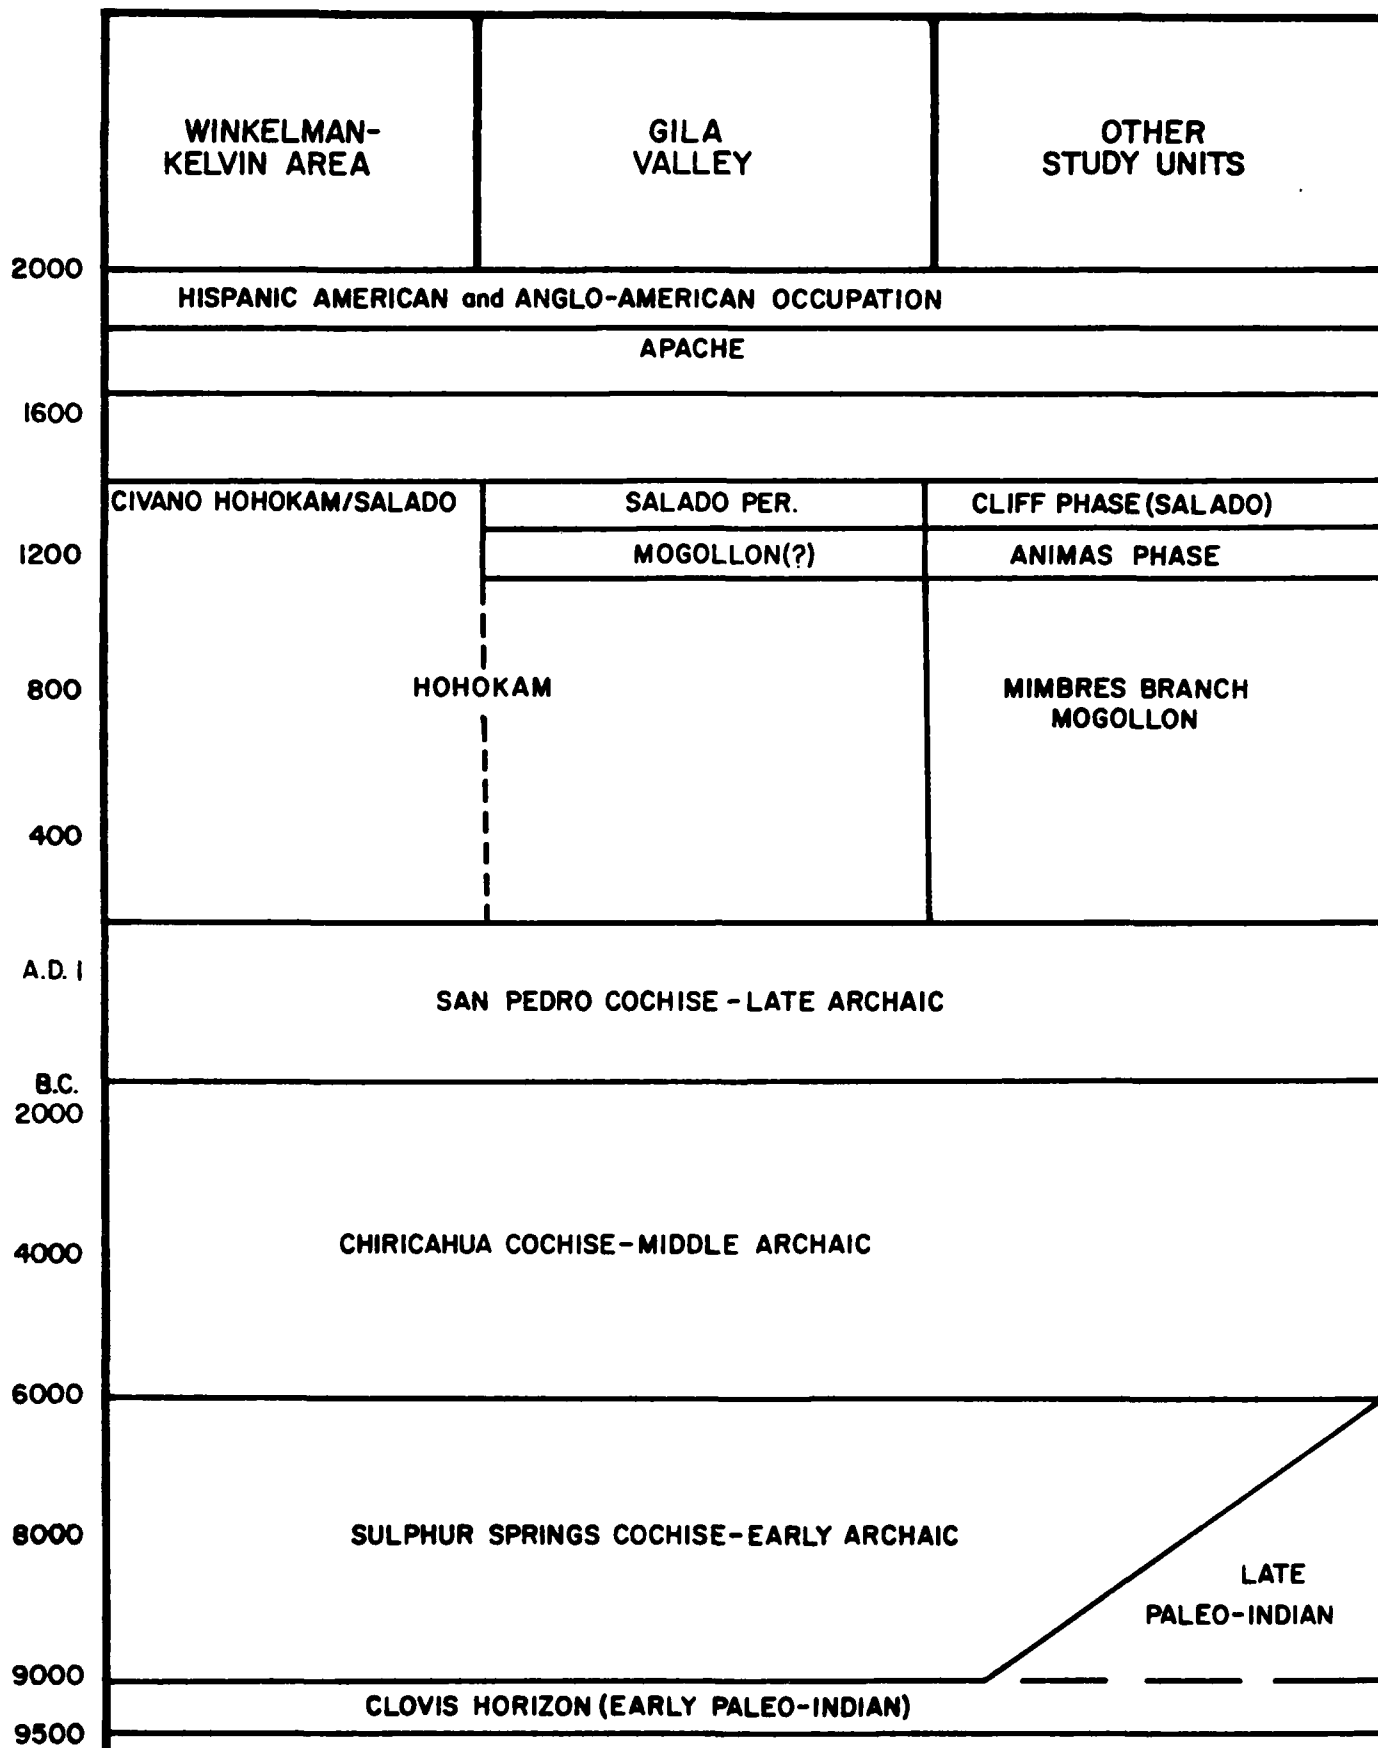 WINKELMAN-
KELVIN AREA
GILA
VALLEY
OTHER
STUDY UNITS
2000
HISPANIC AMERICAN and ANGLO-AMERICAN OCCUPATION
APACHE
1600
CIVANO HOHOKAM/SALADO
SALADO PER.
CLIFF PHASE (SALADO)
1200
MOGOLLON(?)
ANIMAS PHASE
800
HOHOKAM
MIMBRES BRANCH
MOGOLLON
400
A.D. 1
SAN PEDRO COCHISE - LATE ARCHAIC
B.C.
2000
CHIRICAHUA COCHISE-MIDDLE ARCHAIC
4000
6000
8000
SULPHUR SPRINGS COCHISE-EARLY ARCHAIC
LATE
PALEO-INDIAN
9000
CLOVIS HORIZON (EARLY PALEO-INDIAN)
9500